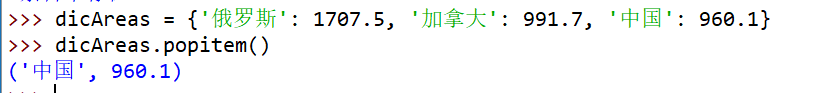 >>> dicAreas = {'俄罗斯': 1707.5, '加拿大': 991.7, '中国': 960.1}
>>> dicAreas.popitem()
('中国', 960.1)
>>>